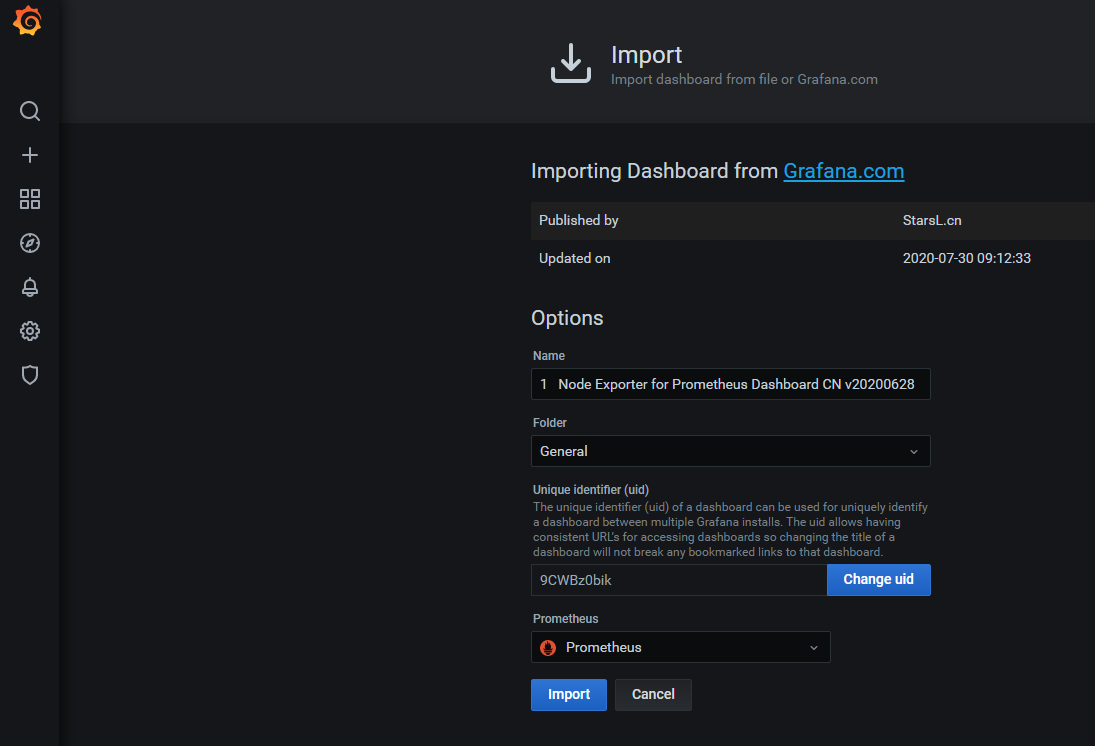 Import
Import dashboard from file or Grafana.com
Importing Dashboard from Grafana.com
Published by StarsL.cn
Updated on 2020-07-30 09:12:33
Options
Name
1 Node Exporter for Prometheus Dashboard CN v20200628
Folder
General
Unique identifier (uid)
The unique identifier (uid) of a dashboard can be used for uniquely identify
a dashboard between multiple Grafana installs. The uid allows having
consistent URL's for accessing dashboards so changing the title of a
dashboard will not break any bookmarked links to that dashboard.
9CWBz0bik Change uid
Prometheus
Prometheus
Import Cancel